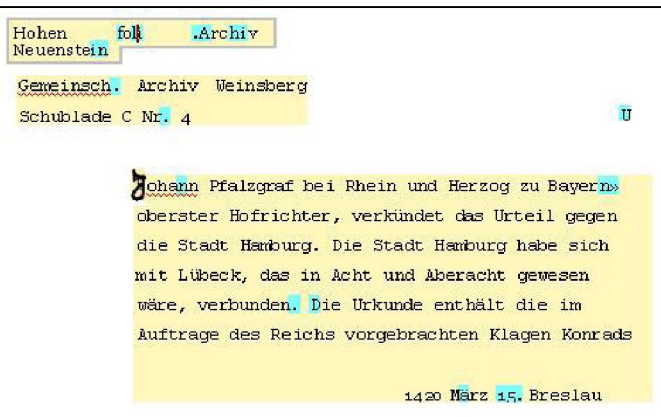 Hohen foli .Archiv
Neuenstein
Gemeinsch. Archiv Weinsberg
Schublade C Nr. 4
U
Johann Pfalzgraf bei Rhein und Herzog zu Bayern»
oberster Hofrichter, verkündet das Urteil gegen
die Stadt Hamburg. Die Stadt Hamburg habe sich
mit Lübeck, das in Acht und Aberacht gewesen
wäre, verbunden. Die Urkunde enthält die im
Auftrage des Reichs vorgebrachten Klagen Konrads
1420 März 15. Breslau